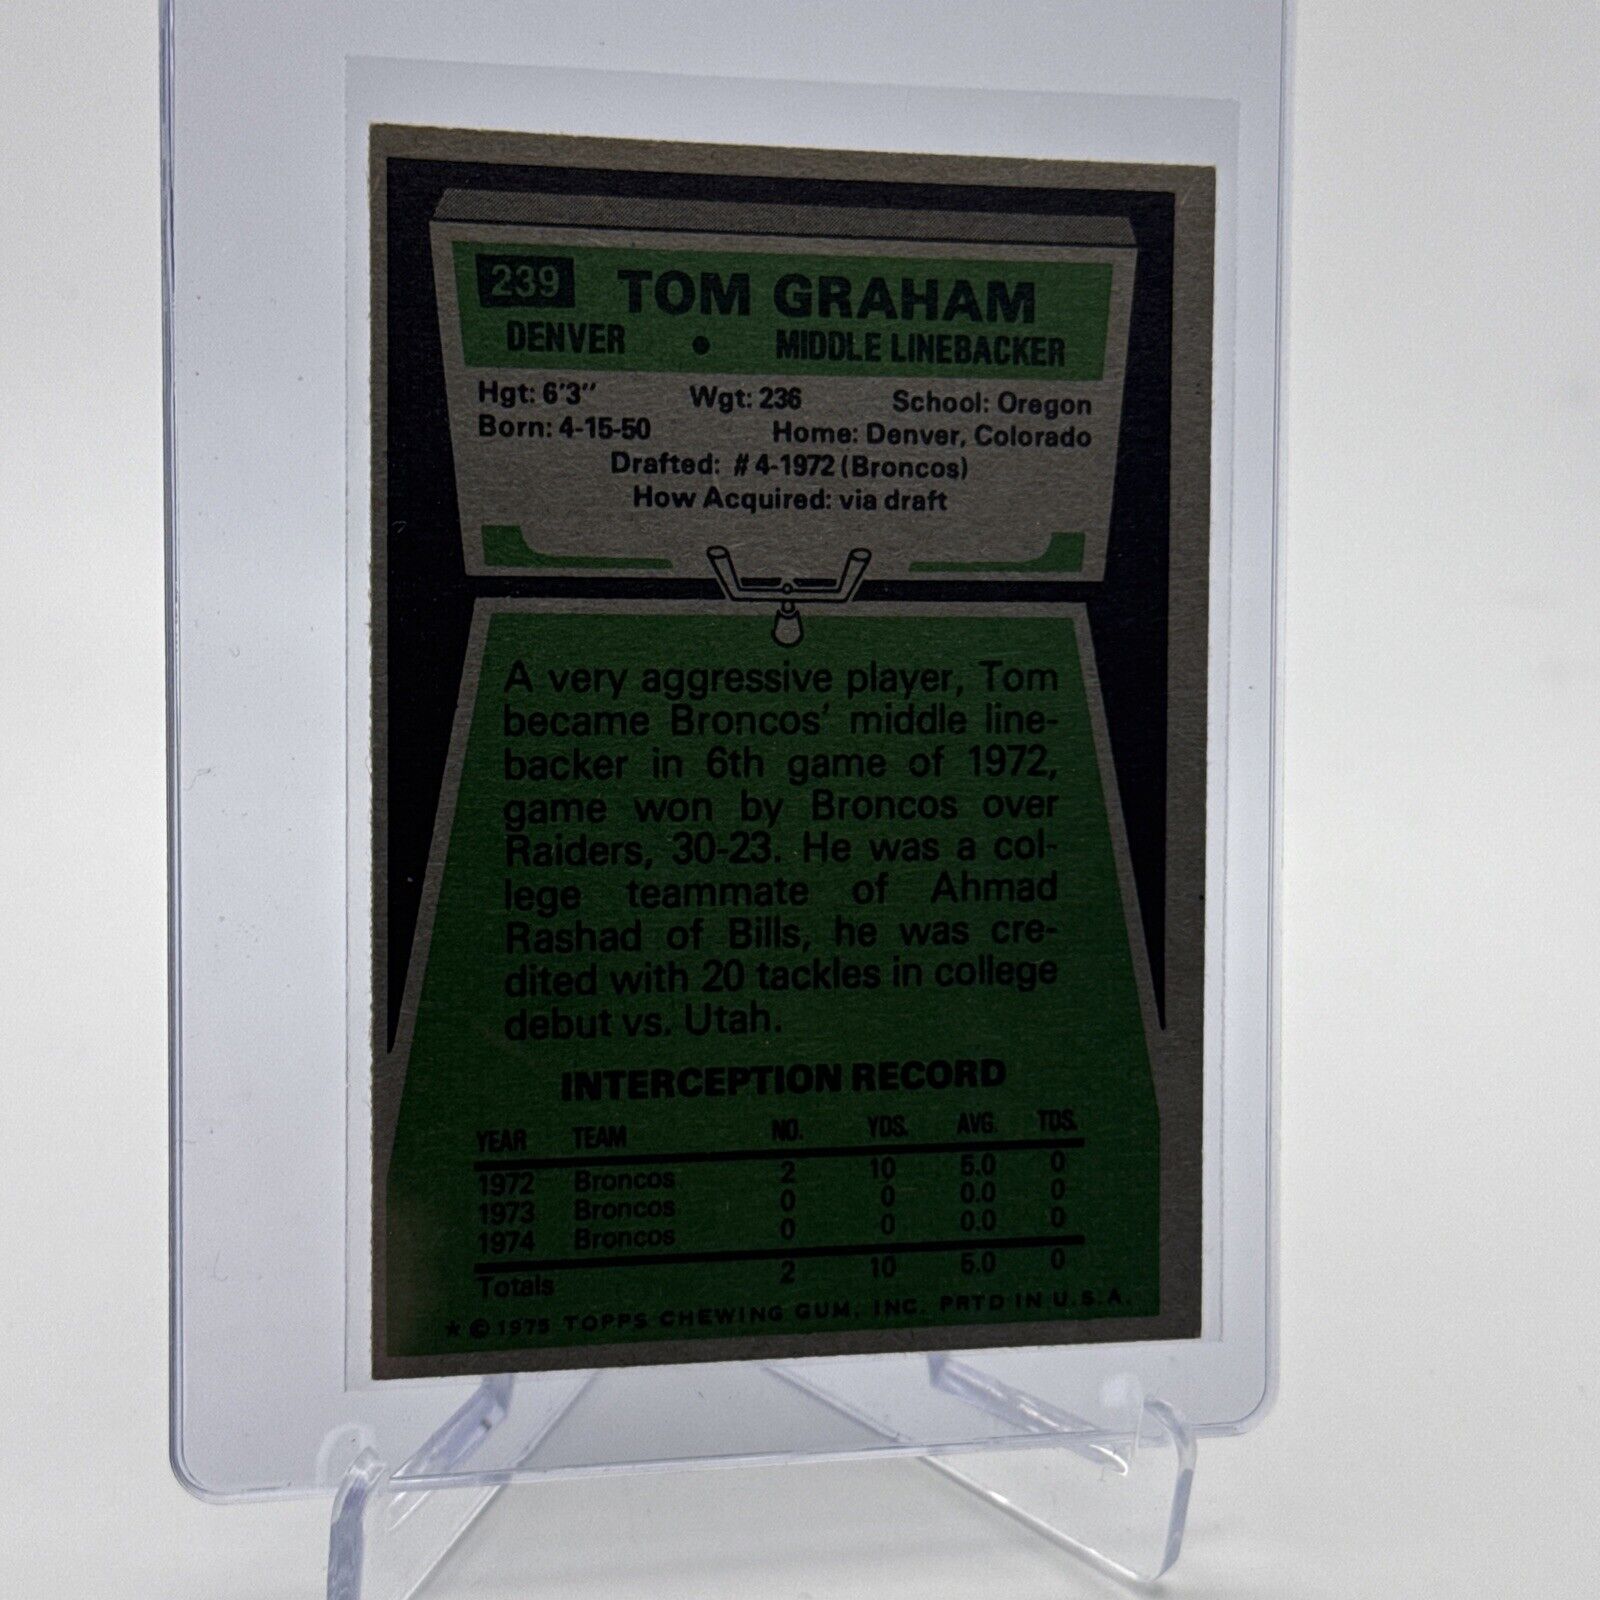 239 TOM GRAHAM
DENVER • MIDDLE LINEBACKER
Hgt: 6'3" Wgt: 236 School: Oregon
Born: 4-15-50 Home: Denver, Colorado
Drafted: #4-1972 (Broncos)
How Acquired: via draft
A very aggressive player, Tom
became Broncos' middle line-
backer in 6th game of 1972,
game won by Broncos over
Raiders, 30-23. He was a col-
lege teammate of Ahmad
Rashad of Bills, he was cre-
dited with 20 tackles in college
debut vs. Utah.
INTERCEPTION RECORD
YEAR TEAM NO. YDS. AVG. TDS.
1972 Broncos 2 10 5.0 0
1973 Broncos 0 0 0.0 0
1974 Broncos 0 0 0.0 0
Totals 2 10 5.0 0
★ © 1975 TOPPS CHEWING GUM, INC. PRTD IN U.S.A.